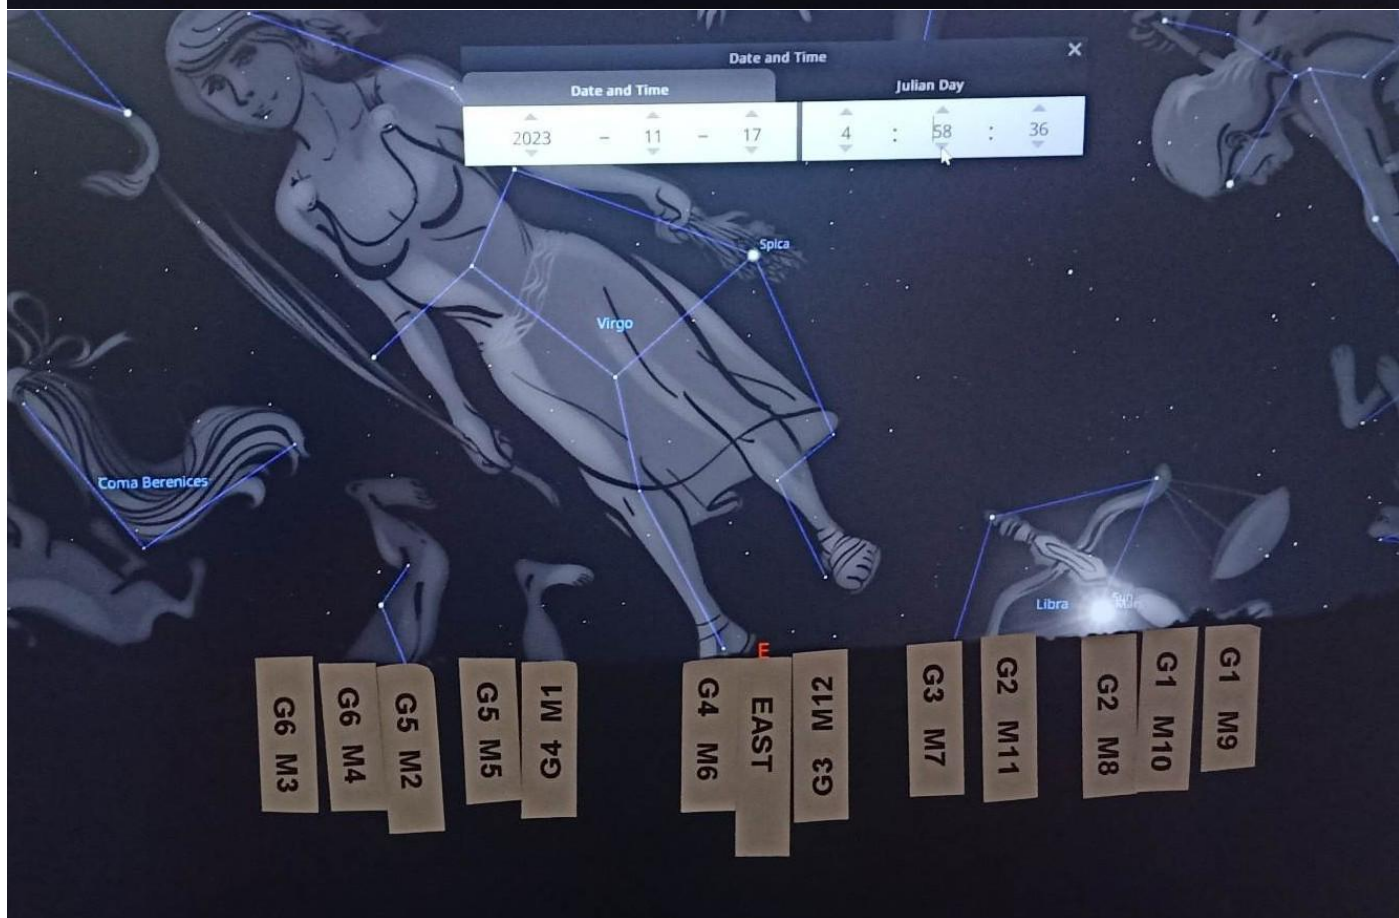 Date and Time
Date and Time
Julian Day
2023 – 11 – 17
4 : 58 : 36
Spica
Virgo
Coma Berenices
Libra
Sun
Mars
E
G6 M3
G6 M4
G5 M2
G5 M5
G4 M1
G4 M6
EAST
G3 M12
G3 M7
G2 M11
G2 M8
G1 M10
G1 M9